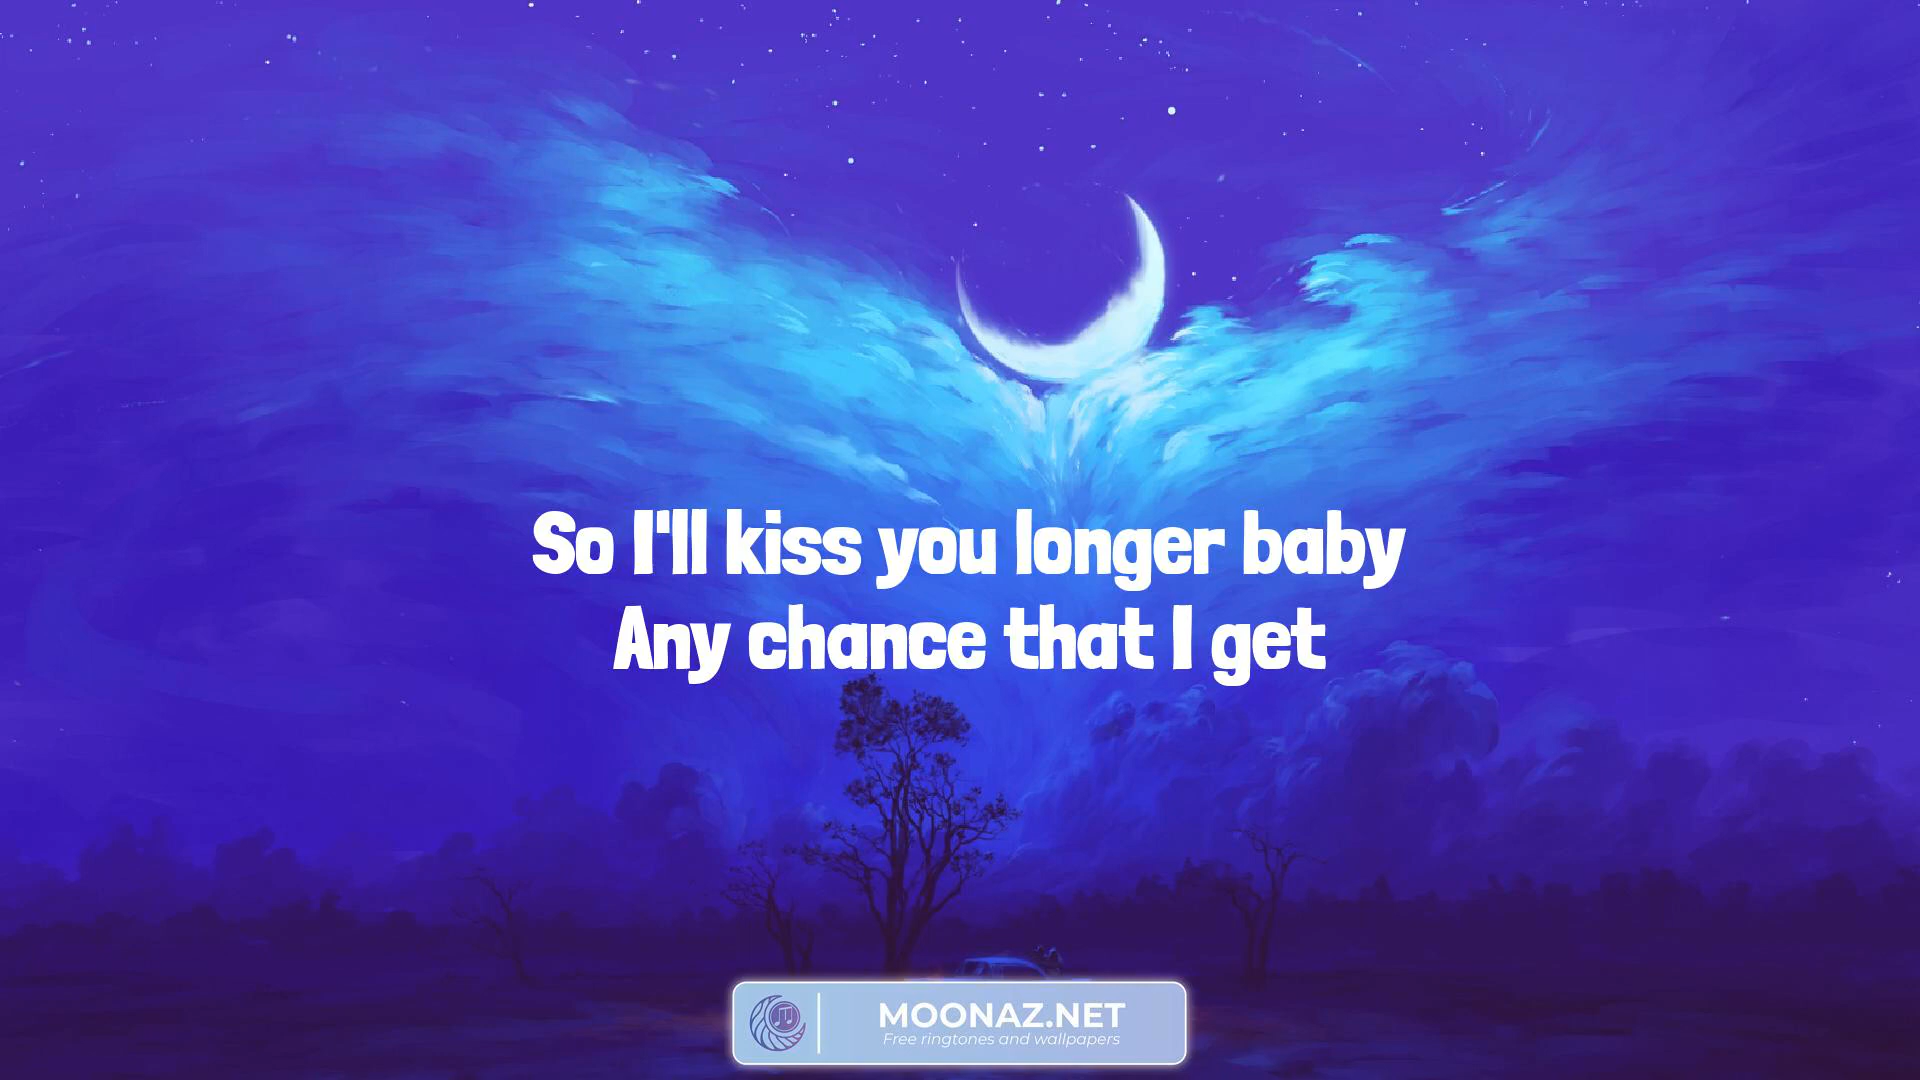 So I'll kiss you longer baby
Any chance that I get
MOONAZ.NET
Free ringtones and wallpapers